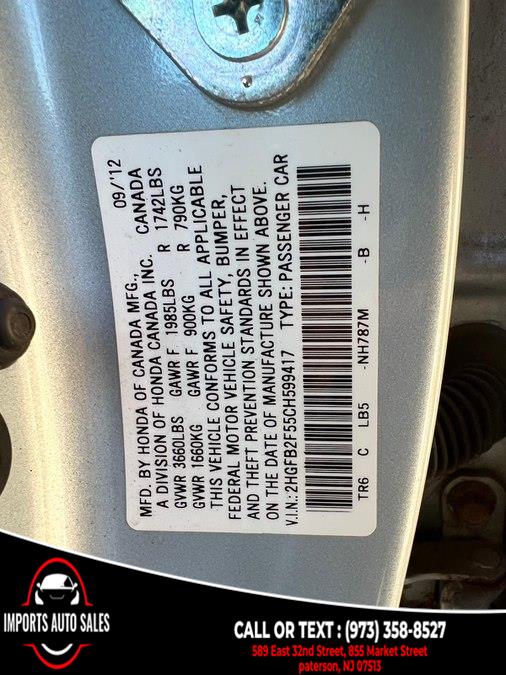 MFD. BY HONDA OF CANADA MFG., 09/'12
A DIVISION OF HONDA CANADA INC. CANADA
GVWR 3660LBS GAWR F 1985LBS R 1742LBS
GVWR 1660KG GAWR F 900KG R 790KG
THIS VEHICLE CONFORMS TO ALL APPLICABLE
FEDERAL MOTOR VEHICLE SAFETY, BUMPER,
AND THEFT PREVENTION STANDARDS IN EFFECT
ON THE DATE OF MANUFACTURE SHOWN ABOVE.
V.I.N.: 2HGFB2F55CH599417 TYPE: PASSENGER CAR
TR6 C LB5 -NH787M -B -H
IMPORTS AUTO SALES
CALL OR TEXT : (973) 358-8527
589 East 32nd Street, 855 Market Street
paterson, NJ 07513